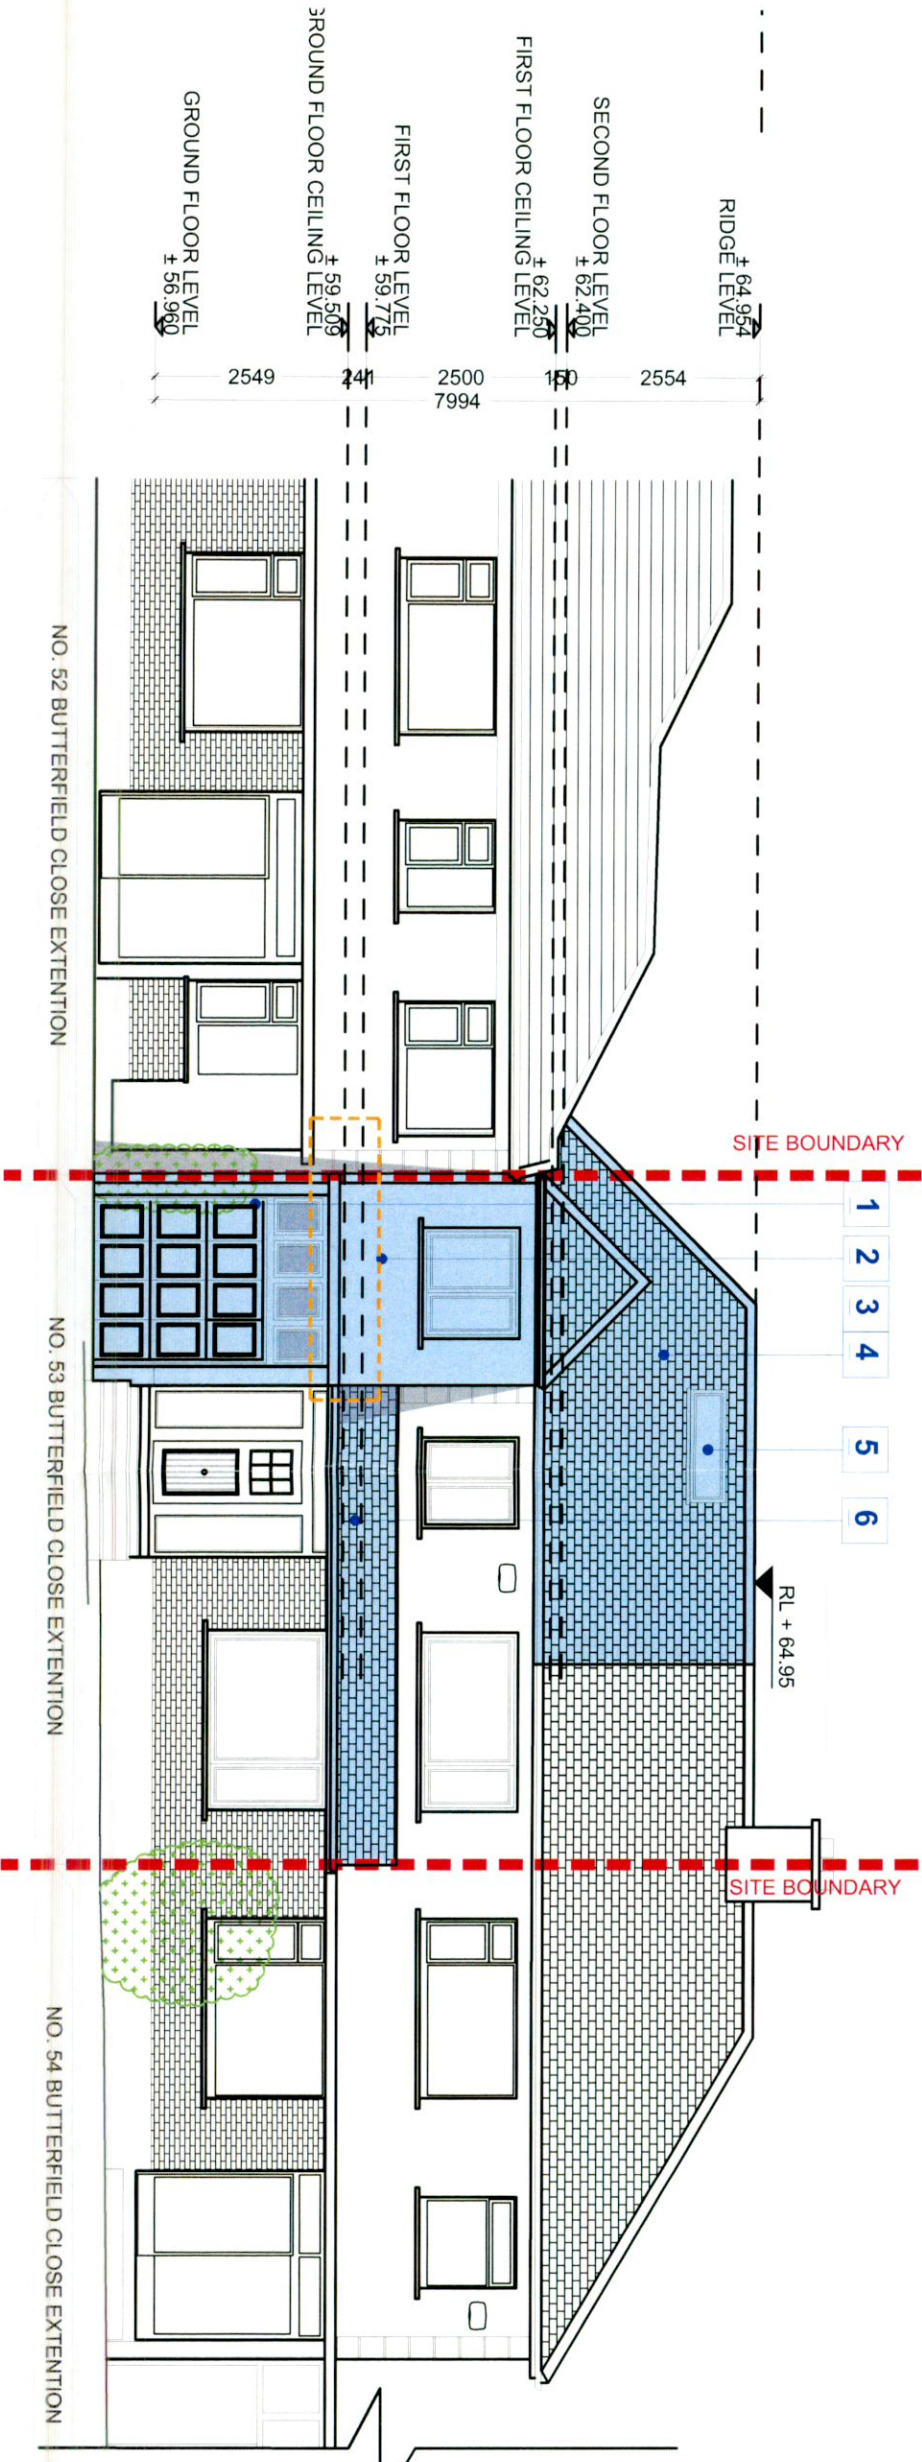 RIDGE LEVEL
± 64.954
SECOND FLOOR LEVEL
± 62.400
FIRST FLOOR CEILING LEVEL
± 62.250
FIRST FLOOR LEVEL
± 59.775
ROUND FLOOR CEILING LEVEL
± 59.509
GROUND FLOOR LEVEL
± 56.960
2549
241
2500
150
2554
7994
SITE BOUNDARY
1
2
3
4
5
6
RL + 64.95
SITE BOUNDARY
NO. 52 BUTTERFIELD CLOSE EXTENTION
NO. 53 BUTTERFIELD CLOSE EXTENTION
NO. 54 BUTTERFIELD CLOSE EXTENTION